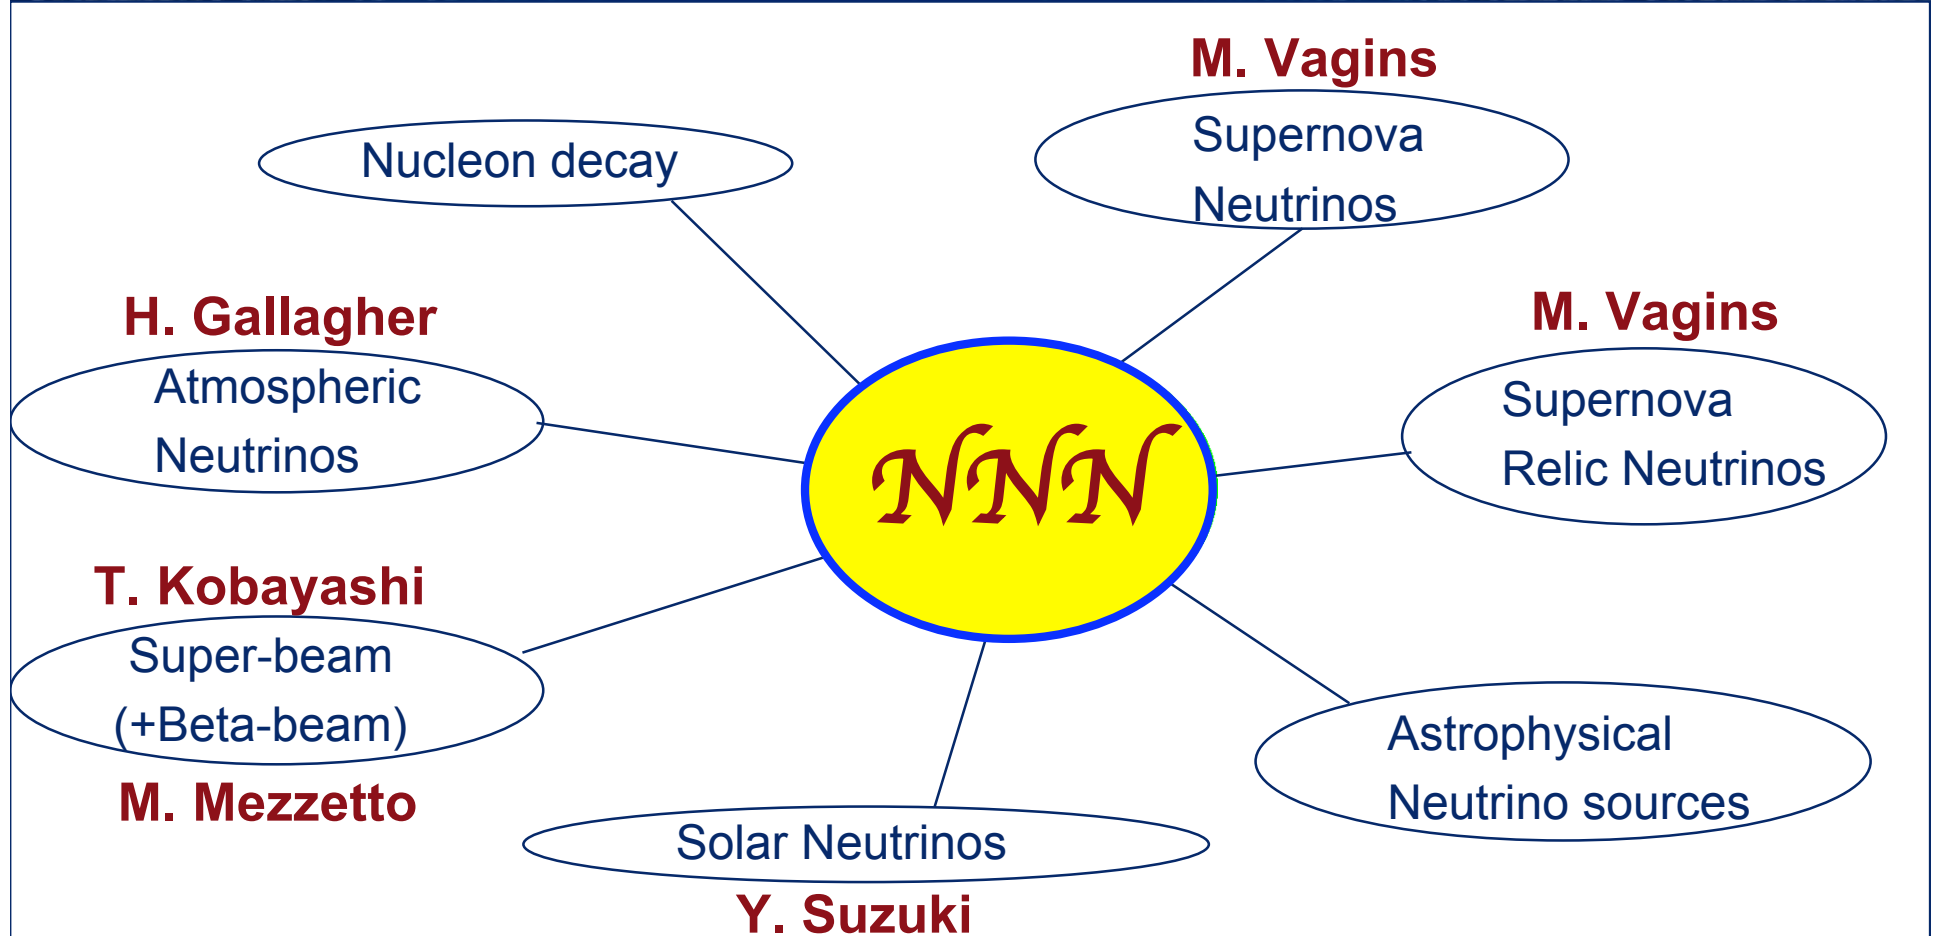 M. Vagins
Supernova
Neutrinos
Nucleon decay
H. Gallagher
Atmospheric
Neutrinos
M. Vagins
Supernova
Relic Neutrinos
NNN
T. Kobayashi
Super-beam
(+Beta-beam)
M. Mezzetto
Astrophysical
Neutrino sources
Solar Neutrinos
Y. Suzuki